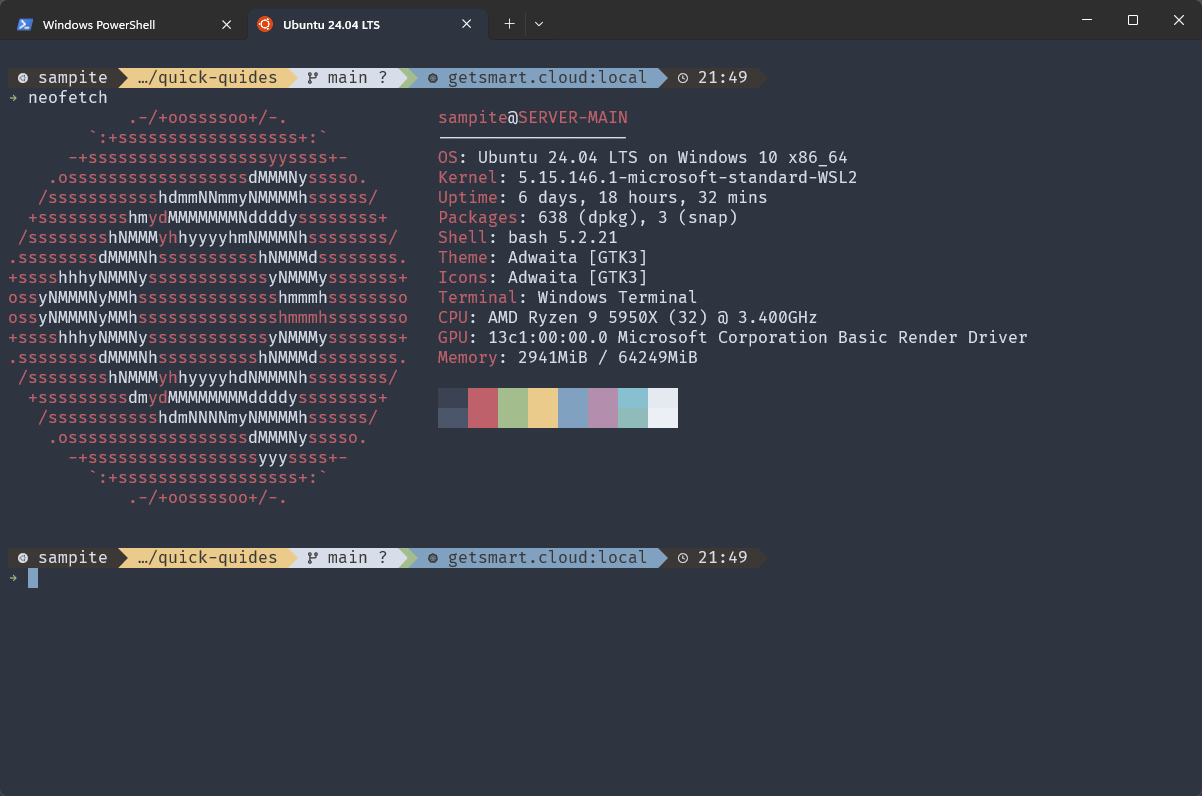 Windows PowerShell
Ubuntu 24.04 LTS
sampite …/quick-quides main ? getsmart.cloud:local 21:49
→ neofetch
.-/+oossssoo+/-.
`:+ssssssssssssssssss+:`
-+ssssssssssssssssssyyssss+-
.ossssssssssssssssssdMMMNysssso.
/ssssssssssshdmmNNmmyNMMMMhssssss/
+ssssssssshmydMMMMMMMNddddyssssssss+
/sssssssshNMMMyhhyyyyhmNMMMNhssssssss/
.ssssssssdMMMNhsssssssssshNMMMdssssssss.
+sssshhhyNMMNyssssssssssssyNMMMysssssss+
ossyNMMMNyMMhsssssssssssssshmmmhssssssso
ossyNMMMNyMMhsssssssssssssshmmmhssssssso
+sssshhhyNMMNyssssssssssssyNMMMysssssss+
.ssssssssdMMMNhsssssssssshNMMMdssssssss.
/sssssssshNMMMyhhyyyyhdNMMMNhssssssss/
+sssssssssdmydMMMMMMMMddddyssssssss+
/ssssssssssshdmNNNNmyNMMMMhssssss/
.ossssssssssssssssssdMMMNysssso.
-+sssssssssssssssssyyyssss+-
`:+ssssssssssssssssss+:`
.-/+oossssoo+/-.
sampite@SERVER-MAIN
-------------------
OS: Ubuntu 24.04 LTS on Windows 10 x86_64
Kernel: 5.15.146.1-microsoft-standard-WSL2
Uptime: 6 days, 18 hours, 32 mins
Packages: 638 (dpkg), 3 (snap)
Shell: bash 5.2.21
Theme: Adwaita [GTK3]
Icons: Adwaita [GTK3]
Terminal: Windows Terminal
CPU: AMD Ryzen 9 5950X (32) @ 3.400GHz
GPU: 13c1:00:00.0 Microsoft Corporation Basic Render Driver
Memory: 2941MiB / 64249MiB
sampite …/quick-quides main ? getsmart.cloud:local 21:49
→